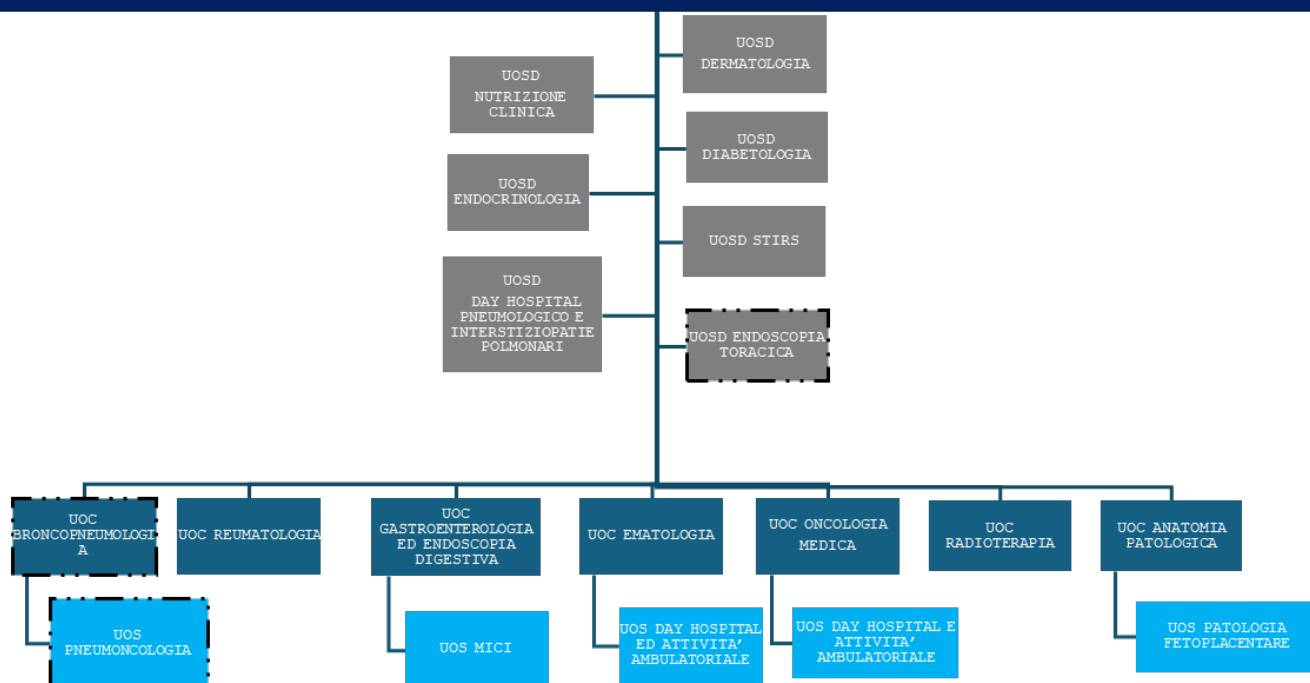 UOSD
DERMATOLOGIA
UOSD
NUTRIZIONE
CLINICA
UOSD
DIABETOLOGIA
UOSD
ENDOCRINOLOGIA
UOSD STIRS
UOSD
DAY HOSPITAL
PNEUMOLOGICO E
INTERSTIZIOPATIE
POLMONARI
UOSD ENDOSCOPIA
TORACICA
UOC
BRONCOPNEUMOLOGI
A
UOC REUMATOLOGIA
UOC
GASTROENTEROLOGIA
ED ENDOSCOPIA
DIGESTIVA
UOC EMATOLOGIA
UOC ONCOLOGIA
MEDICA
UOC
RADIOTERAPIA
UOC ANATOMIA
PATOLOGICA
UOS
PNEUMONCOLOGIA
UOS MICI
UOS DAY HOSPITAL
ED ATTIVITA’
AMBULATORIALE
UOS DAY HOSPITAL E
ATTIVITA’
AMBULATORIALE
UOS PATOLOGIA
FETOPLACENTARE